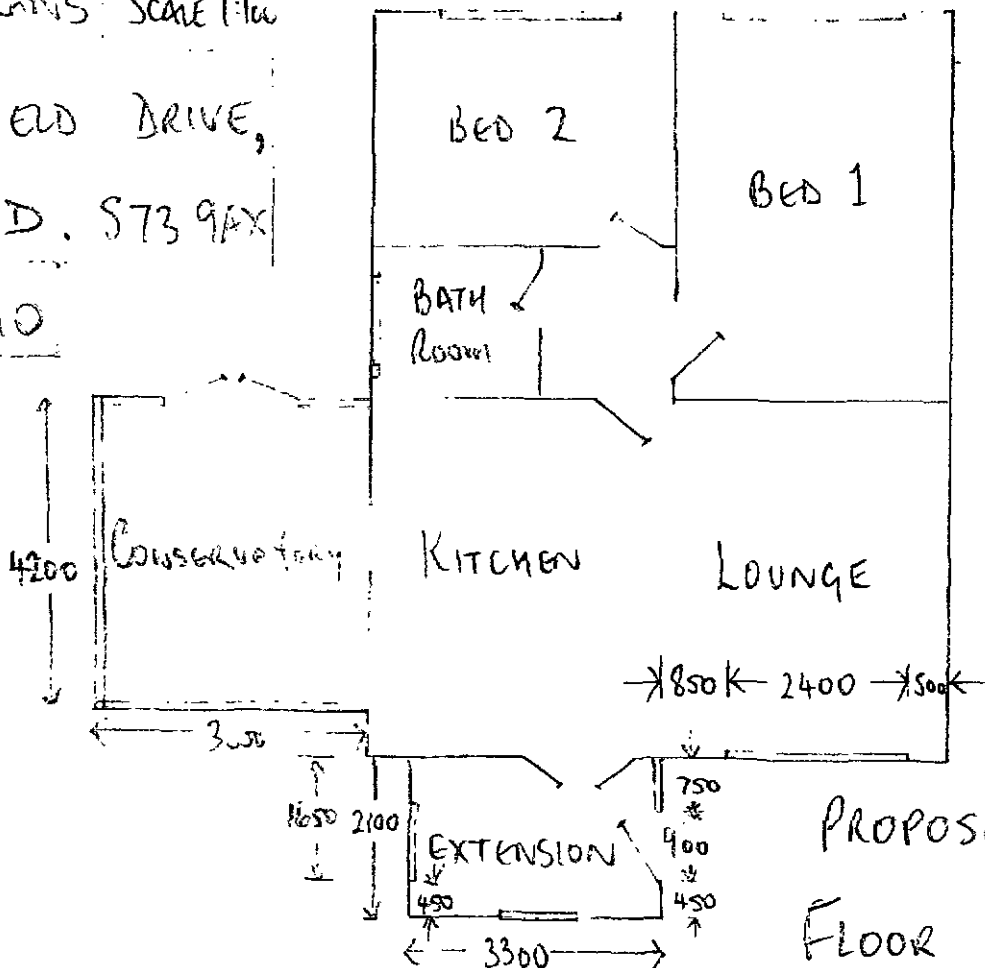 SCALE 1:100
ELD DRIVE,
D. S73 9AX
BED 2
BED 1
BATH
ROOM
4200
CONSERVATORY
KITCHEN
LOUNGE
850
2400
500
1650
2100
750
900
450
EXTENSION
450
3300
PROPOS
FLOOR